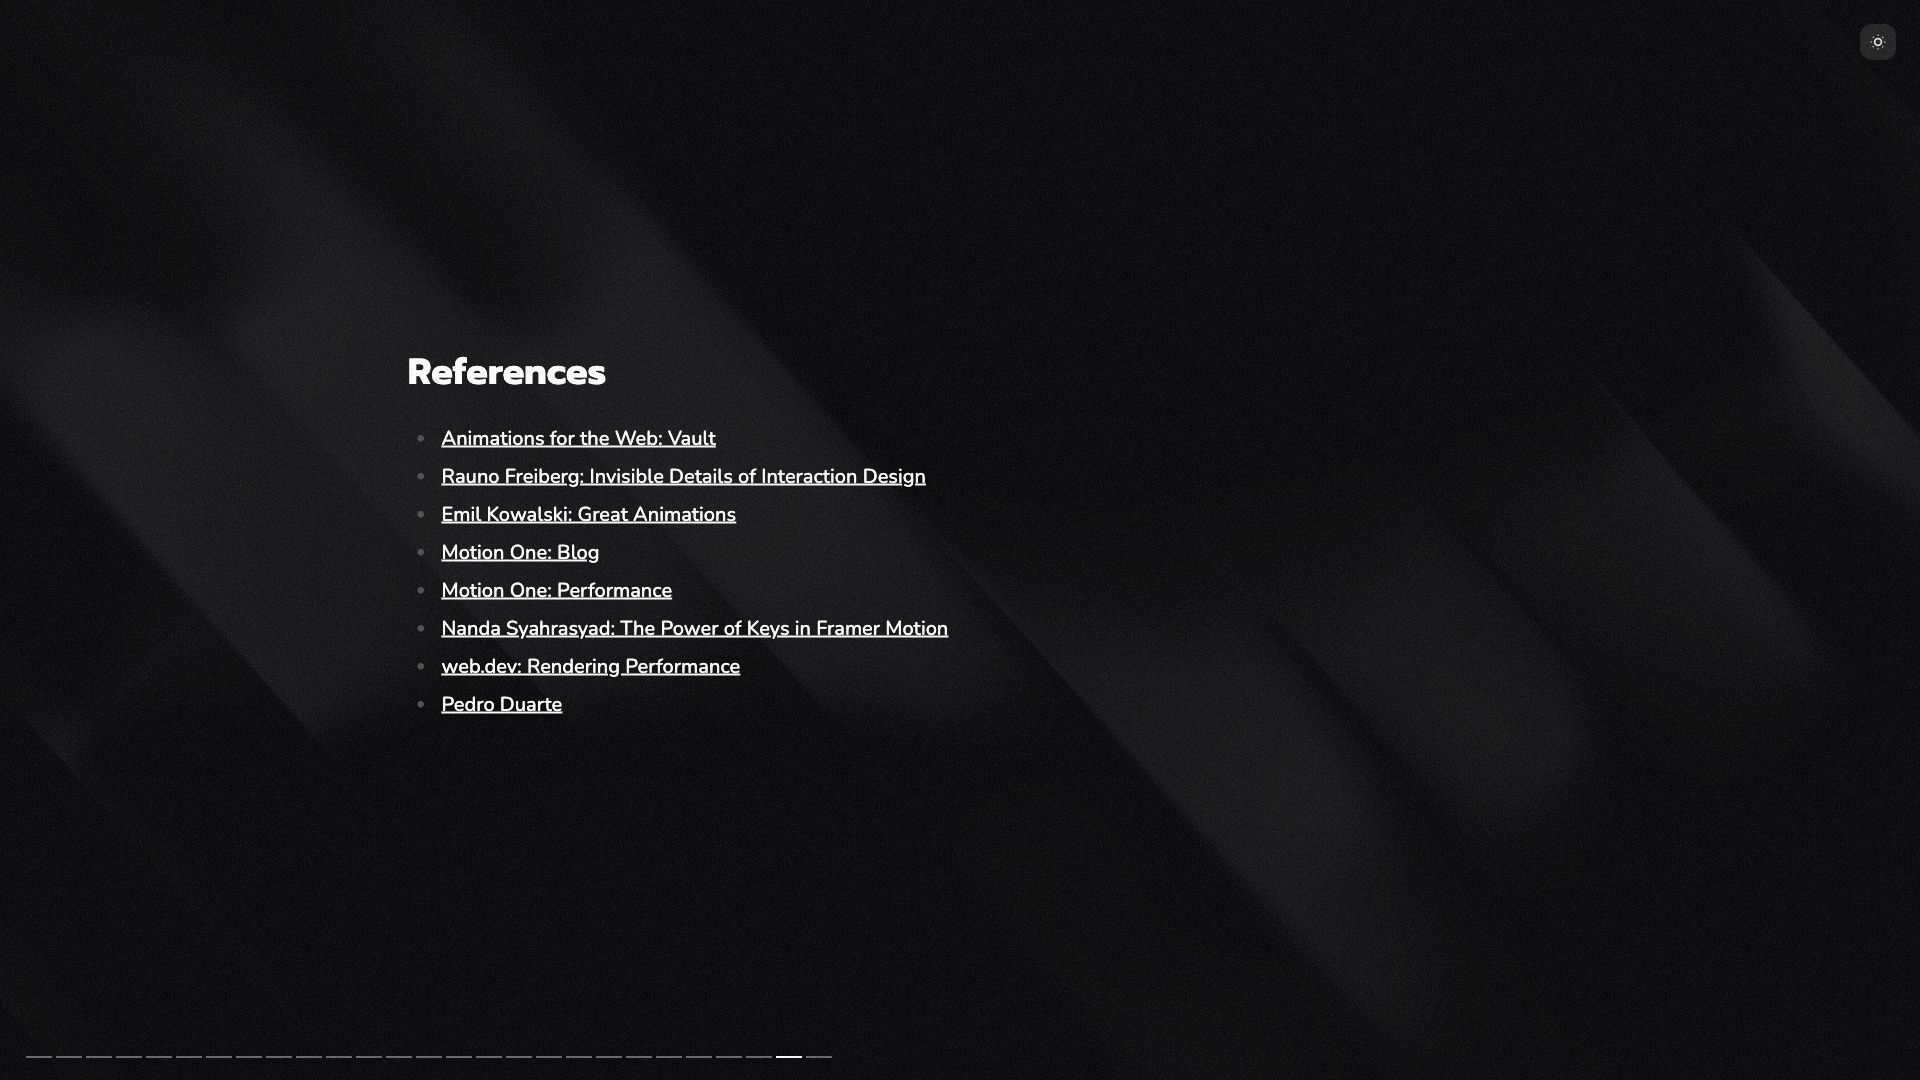 References
Animations for the Web: Vault
Rauno Freiberg: Invisible Details of Interaction Design
Emil Kowalski: Great Animations
Motion One: Blog
Motion One: Performance
Nanda Syahrasyad: The Power of Keys in Framer Motion
web.dev: Rendering Performance
Pedro Duarte